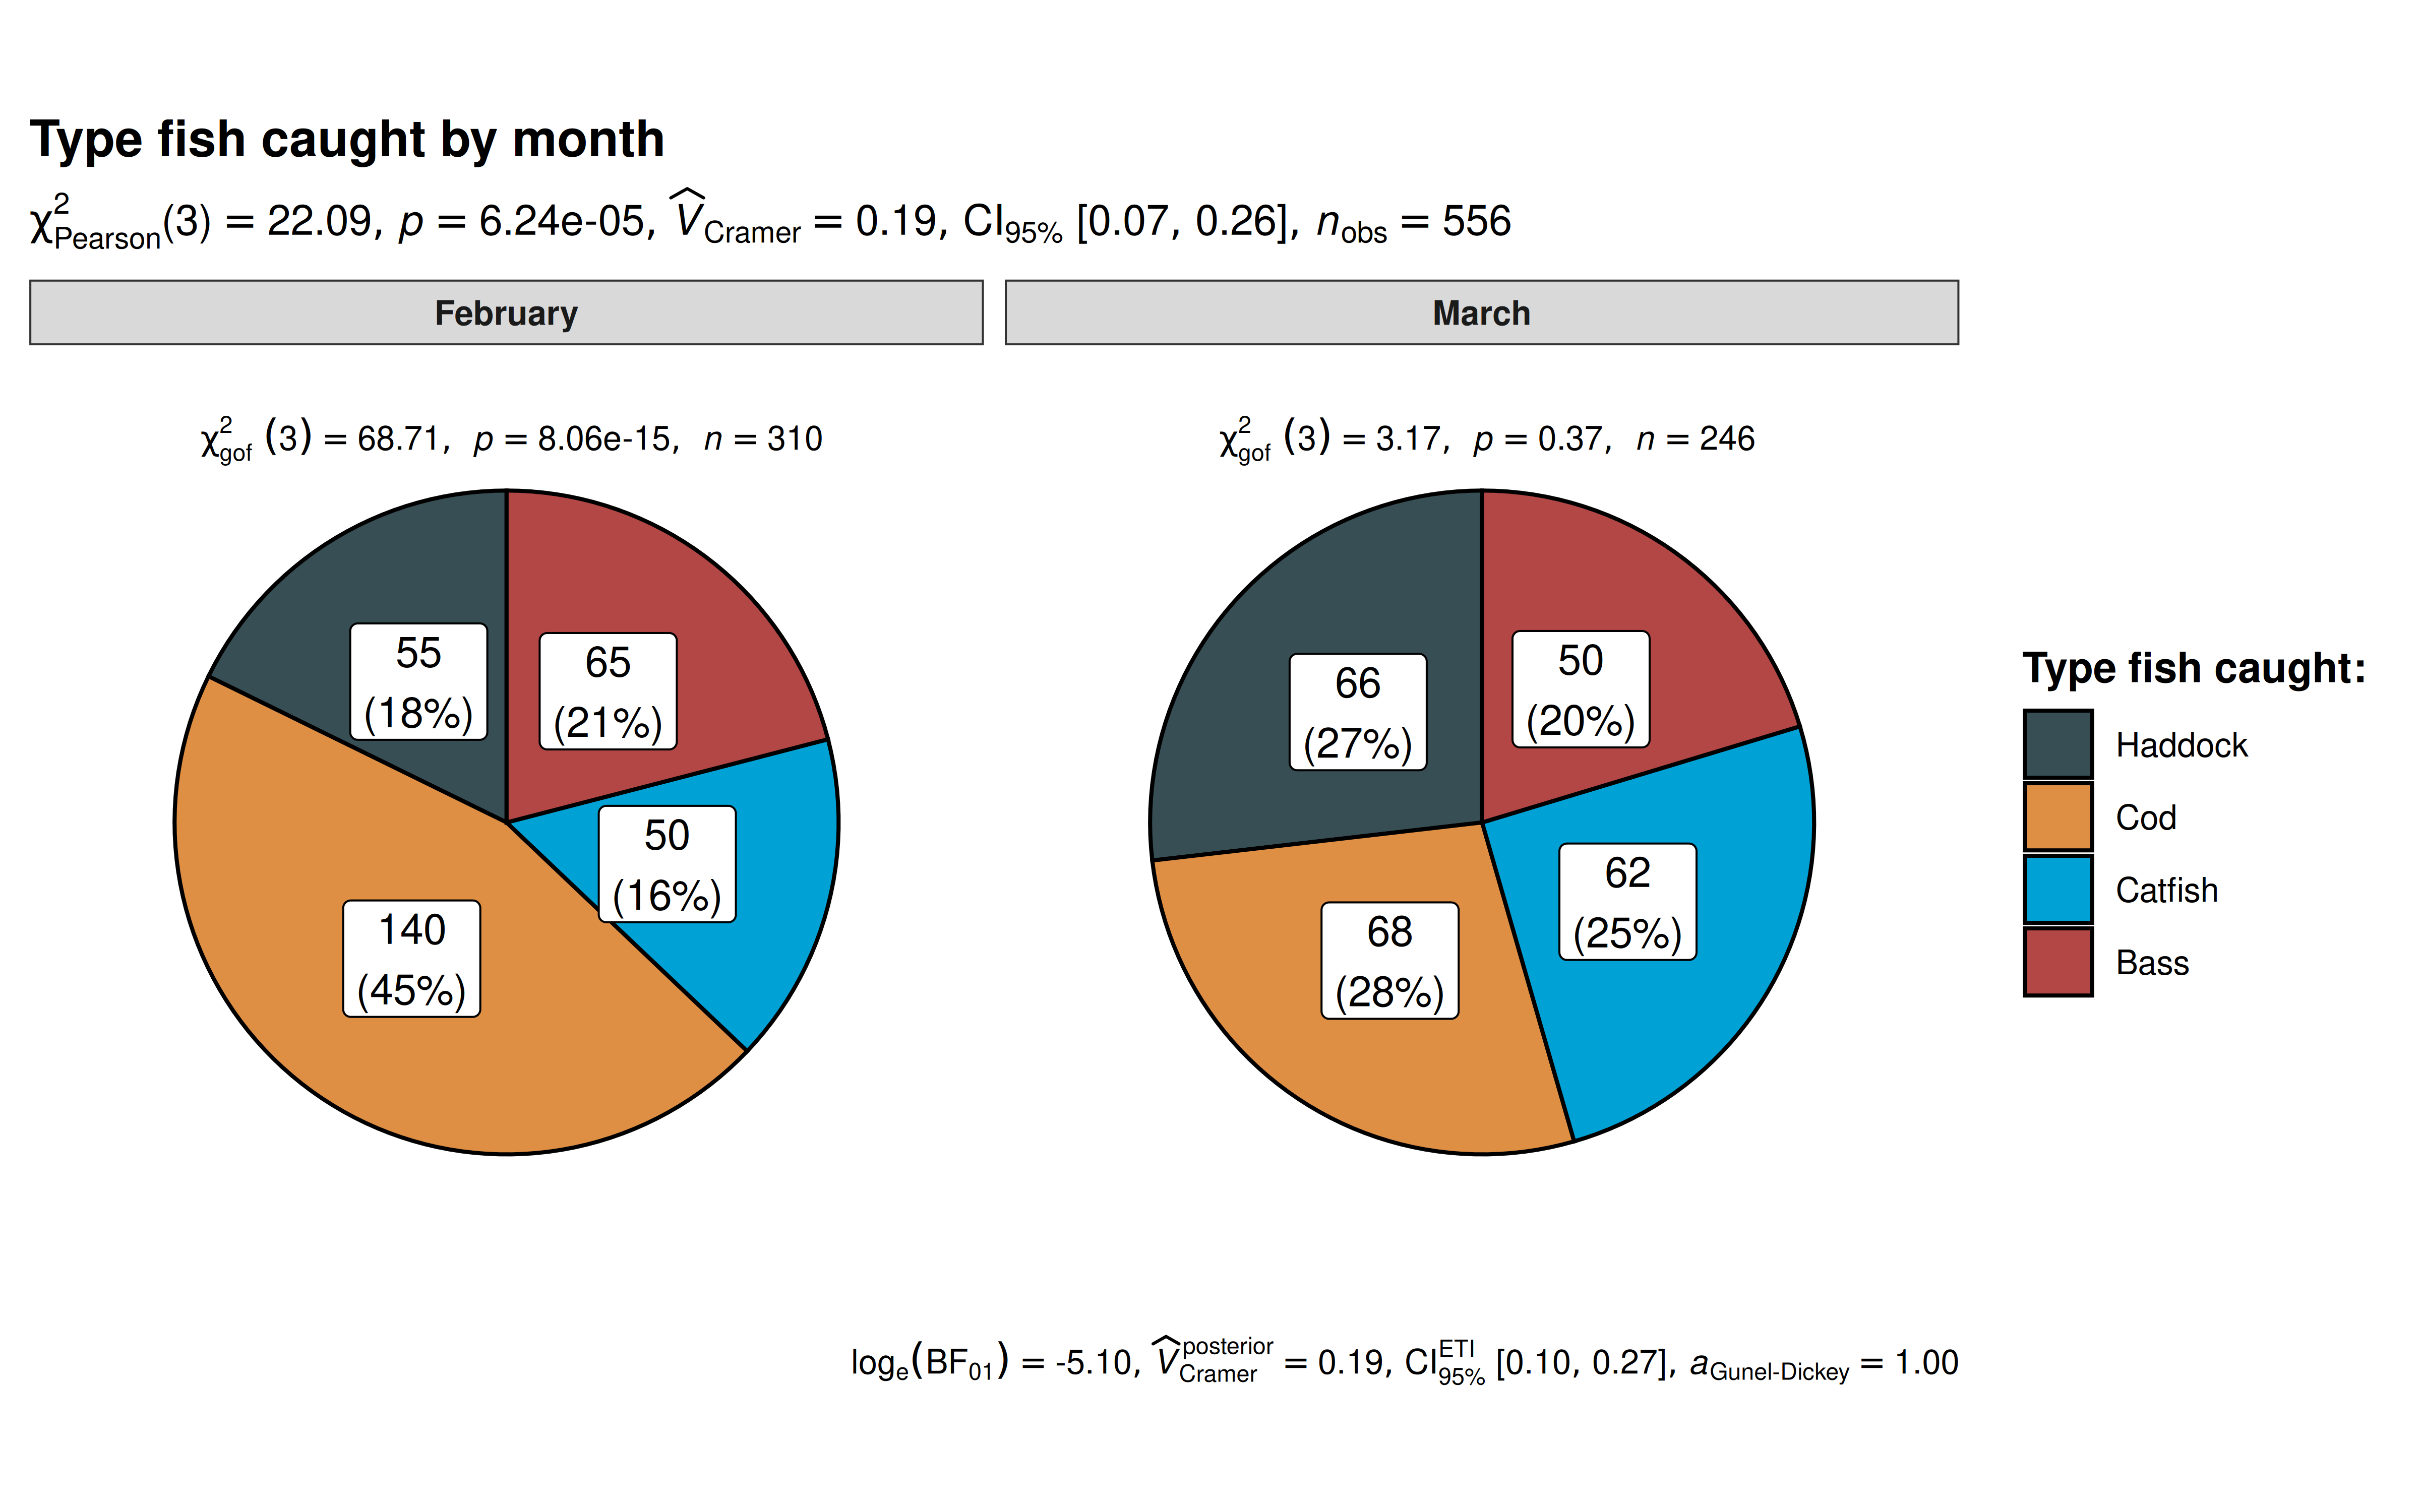 Type fish caught by month
χ²Pearson(3) = 22.09, p = 6.24e-05, V̂Cramer = 0.19, CI95% [0.07, 0.26], nobs = 556
February
March
χ²gof (3) = 68.71, p = 8.06e-15, n = 310
χ²gof (3) = 3.17, p = 0.37, n = 246
55
(18%)
65
(21%)
50
(16%)
140
(45%)
66
(27%)
50
(20%)
62
(25%)
68
(28%)
Type fish caught:
Haddock
Cod
Catfish
Bass
loge(BF01) = -5.10, V̂Cramer posterior = 0.19, CI95% ETI [0.10, 0.27], aGunel-Dickey = 1.00